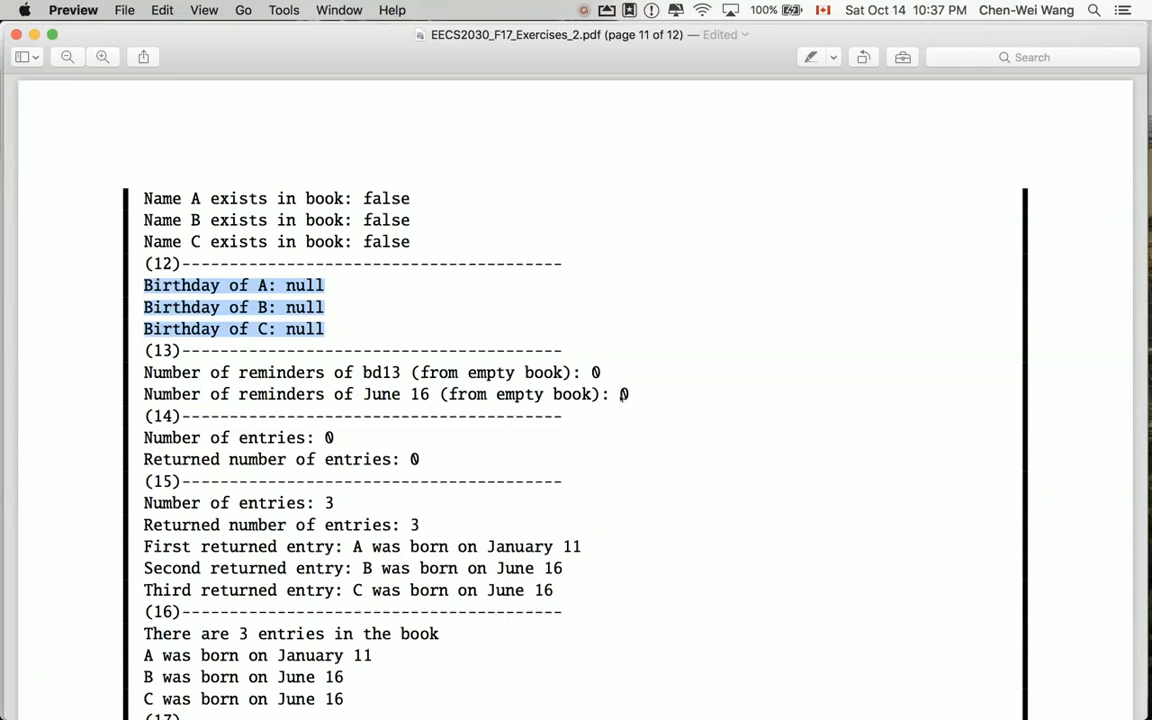 Preview File Edit View Go Tools Window Help 100% Sat Oct 14 10:37 PM Chen-Wei Wang
EECS2030_F17_Exercises_2.pdf (page 11 of 12) — Edited
Search
Name A exists in book: false
Name B exists in book: false
Name C exists in book: false
(12)----------------------------------------
Birthday of A: null
Birthday of B: null
Birthday of C: null
(13)----------------------------------------
Number of reminders of bd13 (from empty book): 0
Number of reminders of June 16 (from empty book): 0
(14)----------------------------------------
Number of entries: 0
Returned number of entries: 0
(15)----------------------------------------
Number of entries: 3
Returned number of entries: 3
First returned entry: A was born on January 11
Second returned entry: B was born on June 16
Third returned entry: C was born on June 16
(16)----------------------------------------
There are 3 entries in the book
A was born on January 11
B was born on June 16
C was born on June 16
(17)----------------------------------------